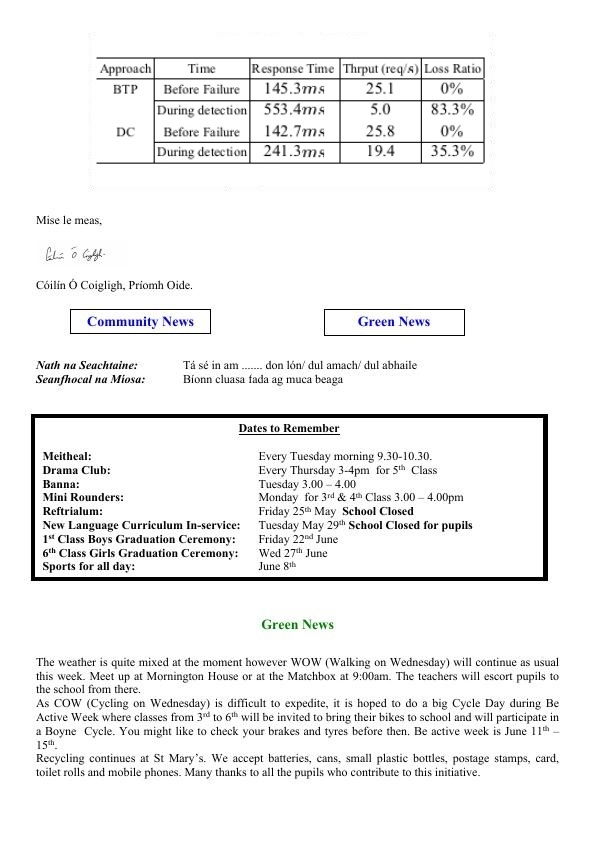 Approach Time Response Time Thrput (req/s) Loss Ratio
BTP Before Failure 145.3ms 25.1 0%
During detection 553.4ms 5.0 83.3%
DC Before Failure 142.7ms 25.8 0%
During detection 241.3ms 19.4 35.3%
Mise le meas,
Cóilín Ó Coigligh, Príomh Oide.
Community News Green News
Nath na Seachtaine: Tá sé in am ....... don lón/ dul amach/ dul abhaile
Seanfhocal na Míosa: Bíonn cluasa fada ag muca beaga
Dates to Remember
Meitheal: Every Tuesday morning 9.30-10.30.
Drama Club: Every Thursday 3-4pm for 5th Class
Banna: Tuesday 3.00 – 4.00
Mini Rounders: Monday for 3rd & 4th Class 3.00 – 4.00pm
Reftrialum: Friday 25th May School Closed
New Language Curriculum In-service: Tuesday May 29th School Closed for pupils
1st Class Boys Graduation Ceremony: Friday 22nd June
6th Class Girls Graduation Ceremony: Wed 27th June
Sports for all day: June 8th
Green News
The weather is quite mixed at the moment however WOW (Walking on Wednesday) will continue as usual
this week. Meet up at Mornington House or at the Matchbox at 9:00am. The teachers will escort pupils to
the school from there.
As COW (Cycling on Wednesday) is difficult to expedite, it is hoped to do a big Cycle Day during Be
Active Week where classes from 3rd to 6th will be invited to bring their bikes to school and will participate in
a Boyne Cycle. You might like to check your brakes and tyres before then. Be active week is June 11th –
15th.
Recycling continues at St Mary's. We accept batteries, cans, small plastic bottles, postage stamps, card,
toilet rolls and mobile phones. Many thanks to all the pupils who contribute to this initiative.